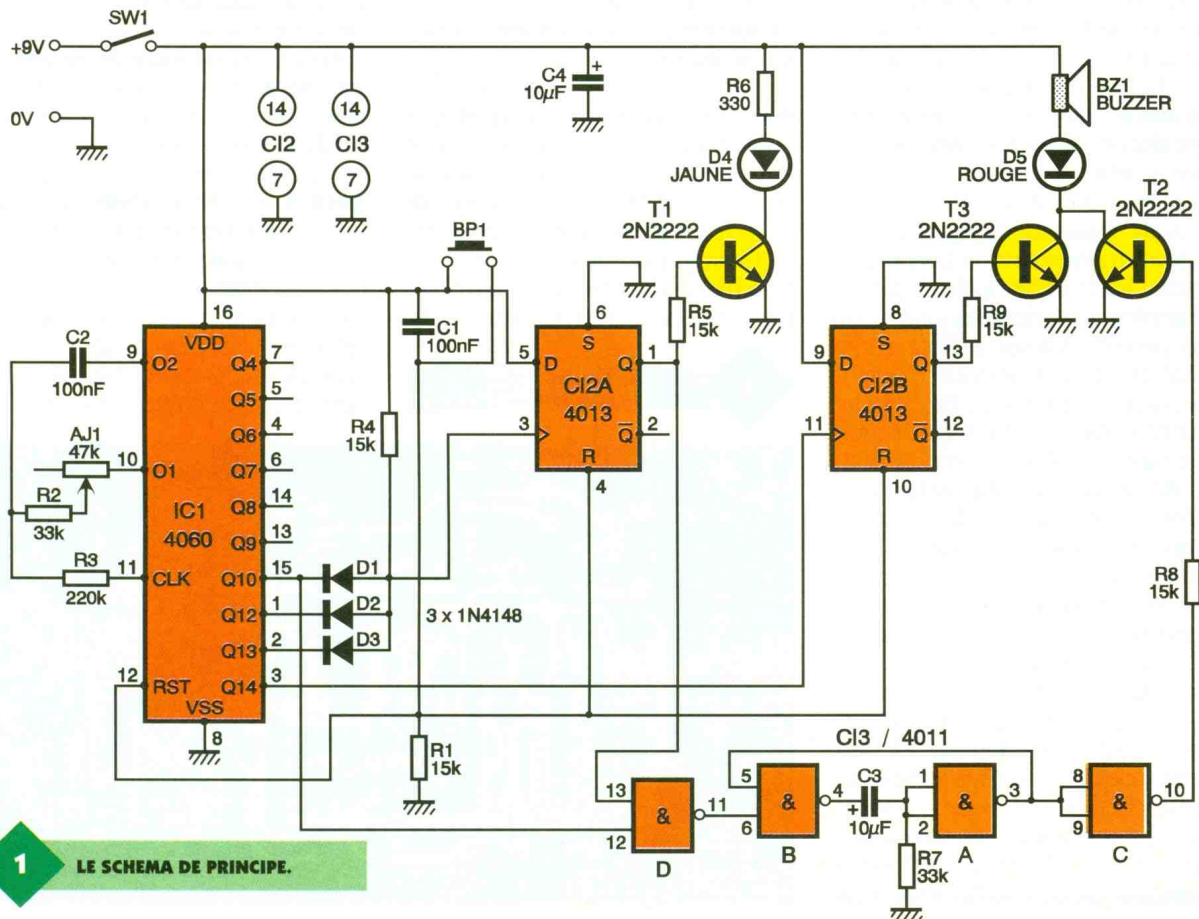 SW1
+9V
0V
14
CI2
7
14
CI3
7
C4
10µF
+
R6
330
D4
JAUNE
T1
2N2222
BZ1
BUZZER
D5
ROUGE
T3
2N2222
T2
2N2222
BP1
C1
100nF
R4
15k
R5
15k
R9
15k
R8
15k
C2
100nF
AJ1
47k
R2
33k
R3
220k
16
VDD
9
O2
10
O1
IC1
4060
11
CLK
12
RST
VSS
8
Q4
7
Q5
5
Q6
4
Q7
6
Q8
14
Q9
13
Q10
15
Q12
1
Q13
2
Q14
3
D1
D2
D3
3 x 1N4148
6
S
5
D
Q
1
CI2A
4013
3
Q
2
R
4
8
S
9
D
Q
13
CI2B
4013
11
Q
12
R
10
R1
15k
CI3 / 4011
13
12
&
11
D
5
6
&
4
B
C3
+
10µF
R7
33k
1
2
&
3
A
8
9
&
10
C
1
LE SCHEMA DE PRINCIPE.